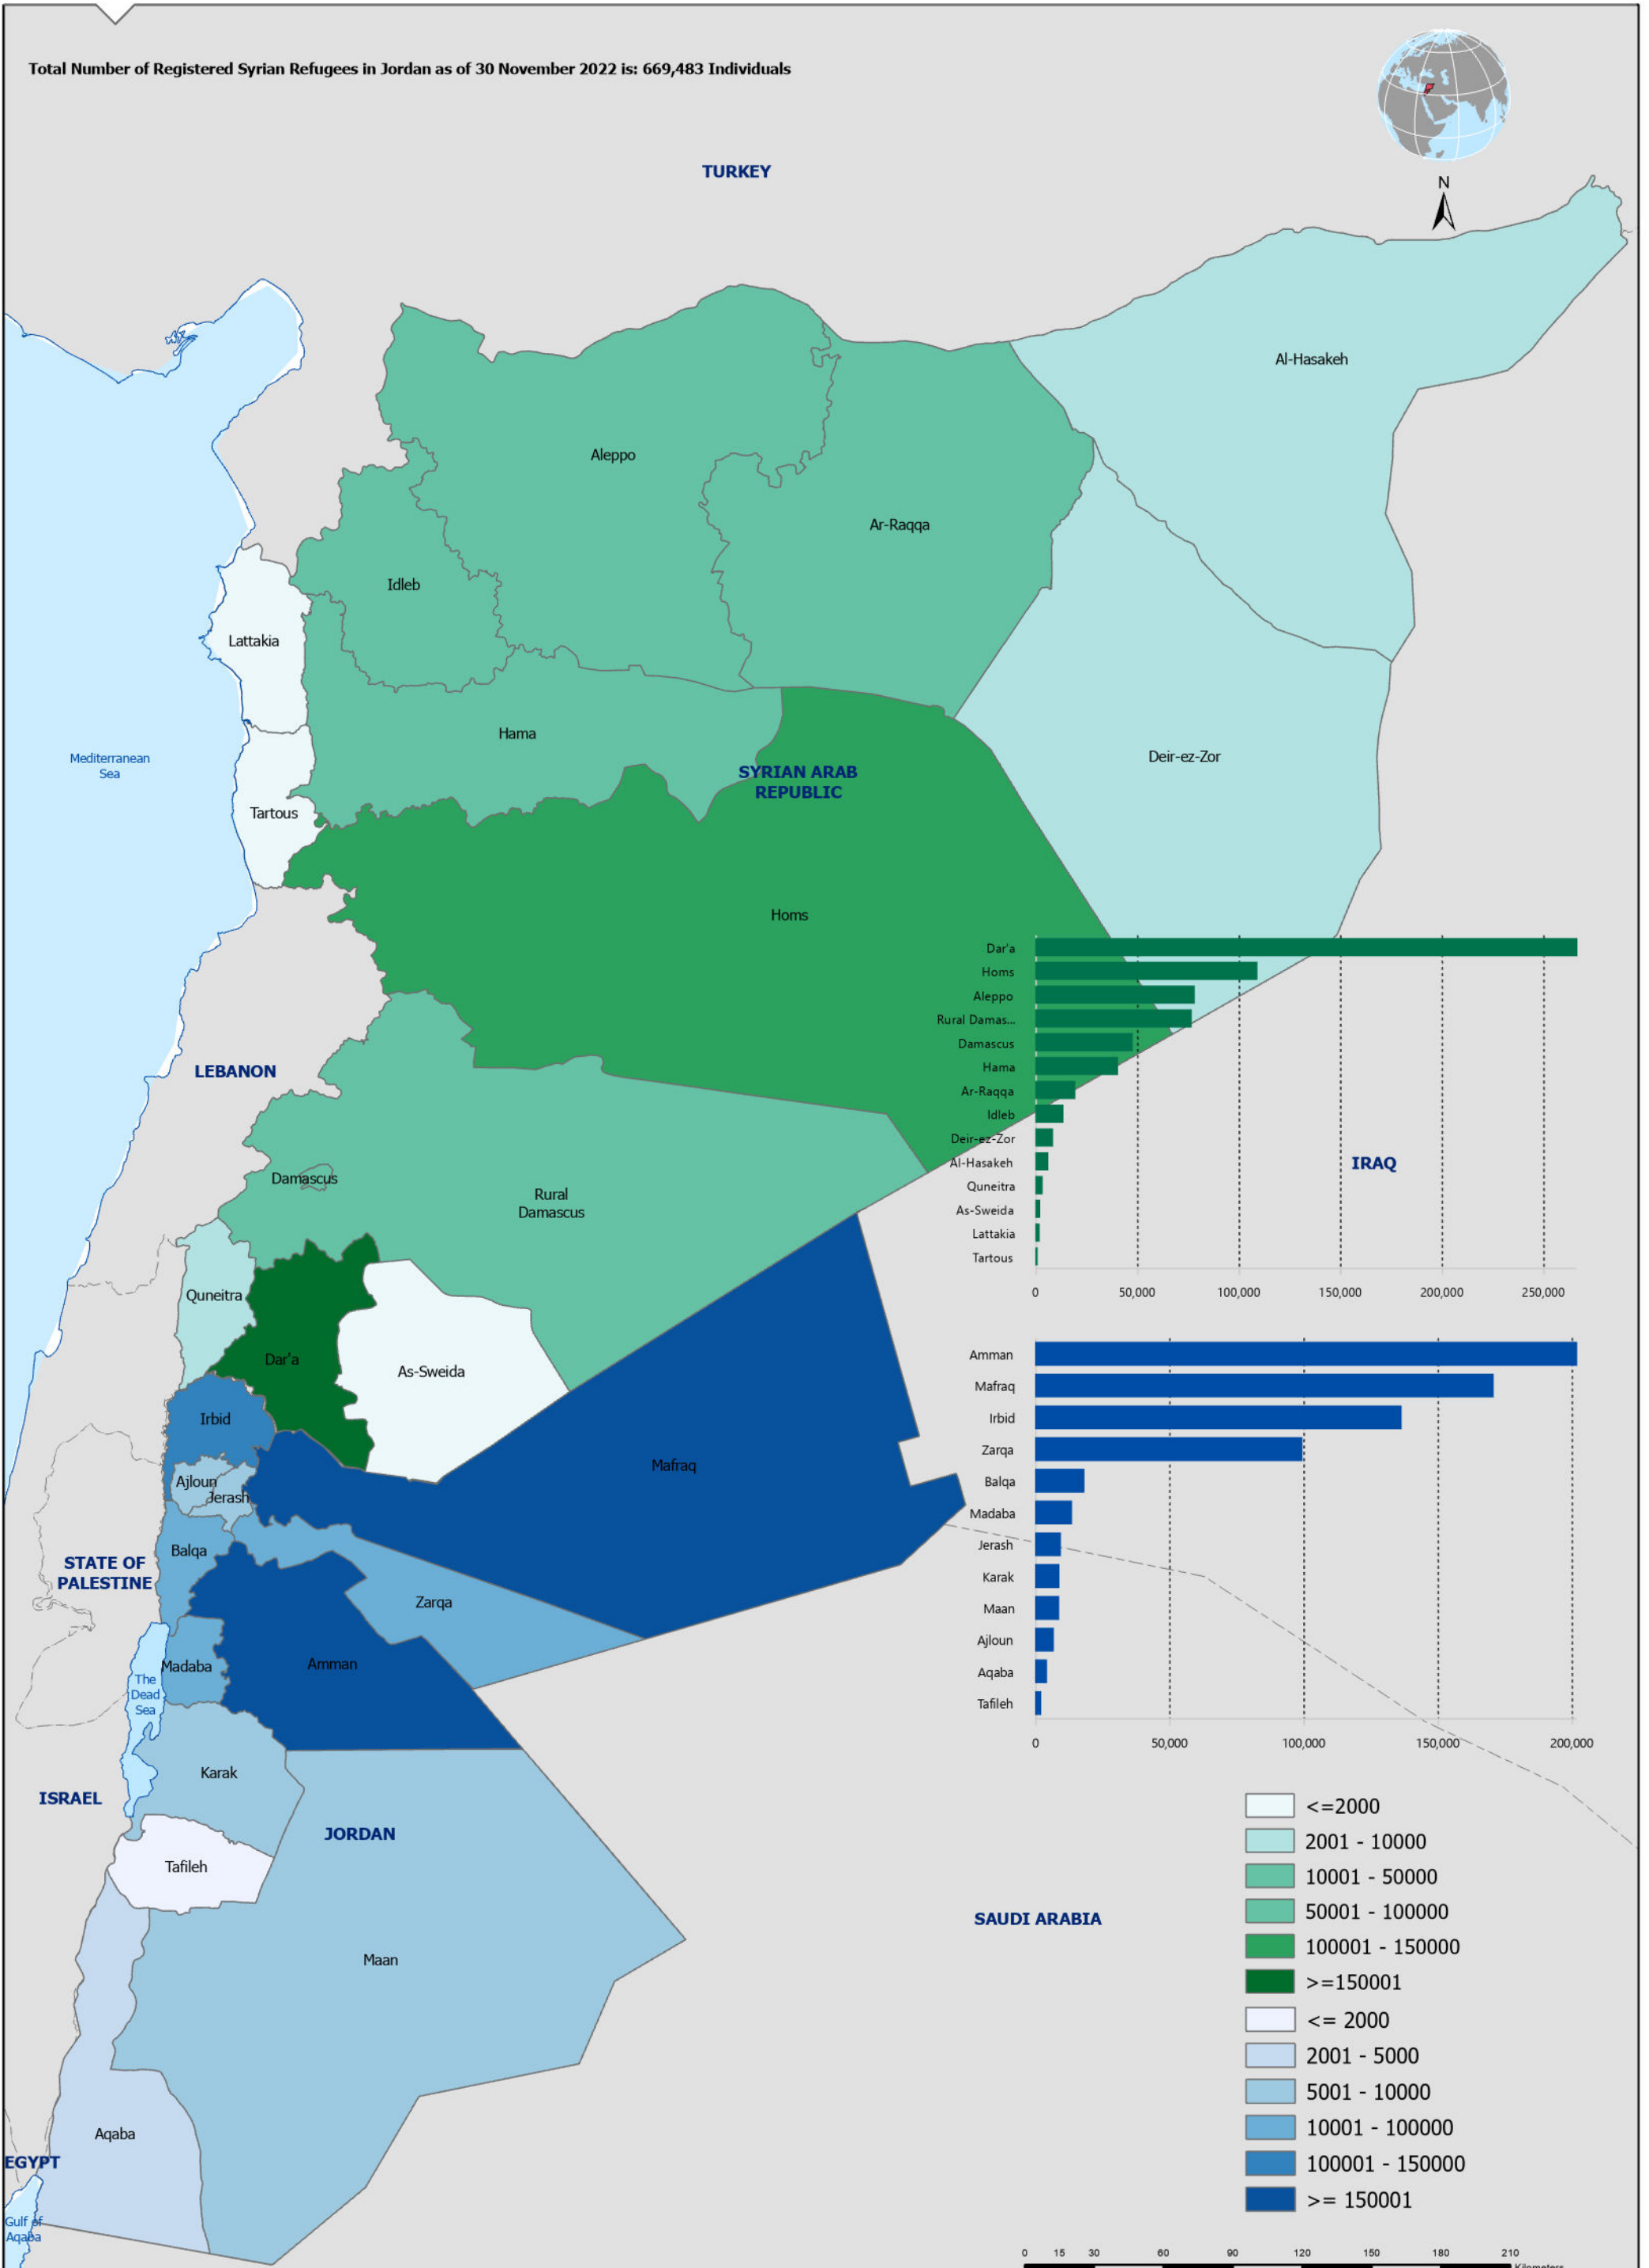 Total Number of Registered Syrian Refugees in Jordan as of 30 November 2022 is: 669,483 Individuals
TURKEY
N
Al-Hasakeh
Aleppo
Ar-Raqqa
Idleb
Lattakia
Hama
Mediterranean
Sea
SYRIAN ARAB
REPUBLIC
Deir-ez-Zor
Tartous
Homs
LEBANON
Damascus
Rural
Damascus
Quneitra
Dar'a
As-Sweida
Irbid
Mafraq
Ajloun
Jerash
Balqa
STATE OF
PALESTINE
Zarqa
Madaba
Amman
The
Dead
Sea
Karak
ISRAEL
JORDAN
Tafileh
SAUDI ARABIA
Maan
Aqaba
EGYPT
Gulf of
Aqaba
IRAQ
Dar'a
Homs
Aleppo
Rural Damas...
Damascus
Hama
Ar-Raqqa
Idleb
Deir-ez-Zor
Al-Hasakeh
Quneitra
As-Sweida
Lattakia
Tartous
0 50,000 100,000 150,000 200,000 250,000
Amman
Mafraq
Irbid
Zarqa
Balqa
Madaba
Jerash
Karak
Maan
Ajloun
Aqaba
Tafileh
0 50,000 100,000 150,000 200,000
<=2000
2001 - 10000
10001 - 50000
50001 - 100000
100001 - 150000
>=150001
<= 2000
2001 - 5000
5001 - 10000
10001 - 100000
100001 - 150000
>= 150001
0 15 30 60 90 120 150 180 210
Kilometers